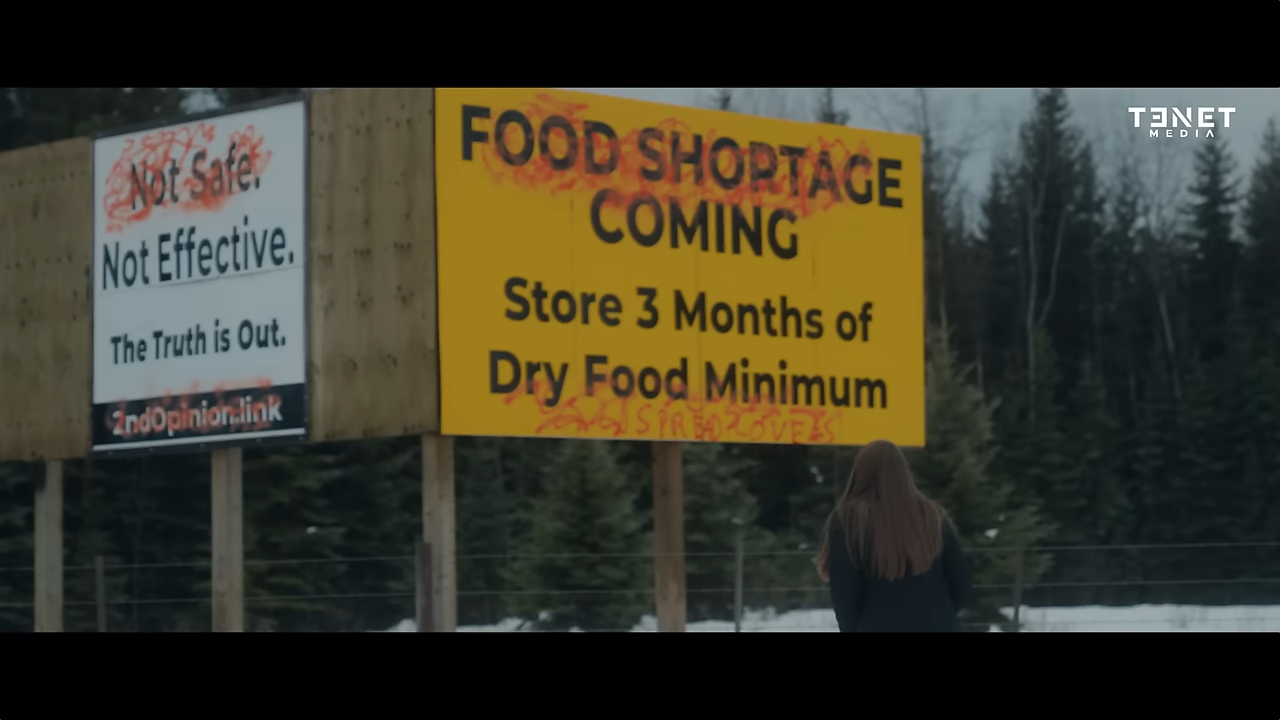 Not Safe.
Not Effective.
The Truth is Out.
2ndOpinion.link
FOOD SHORTAGE
COMING
Store 3 Months of
Dry Food Minimum
TENET
MEDIA